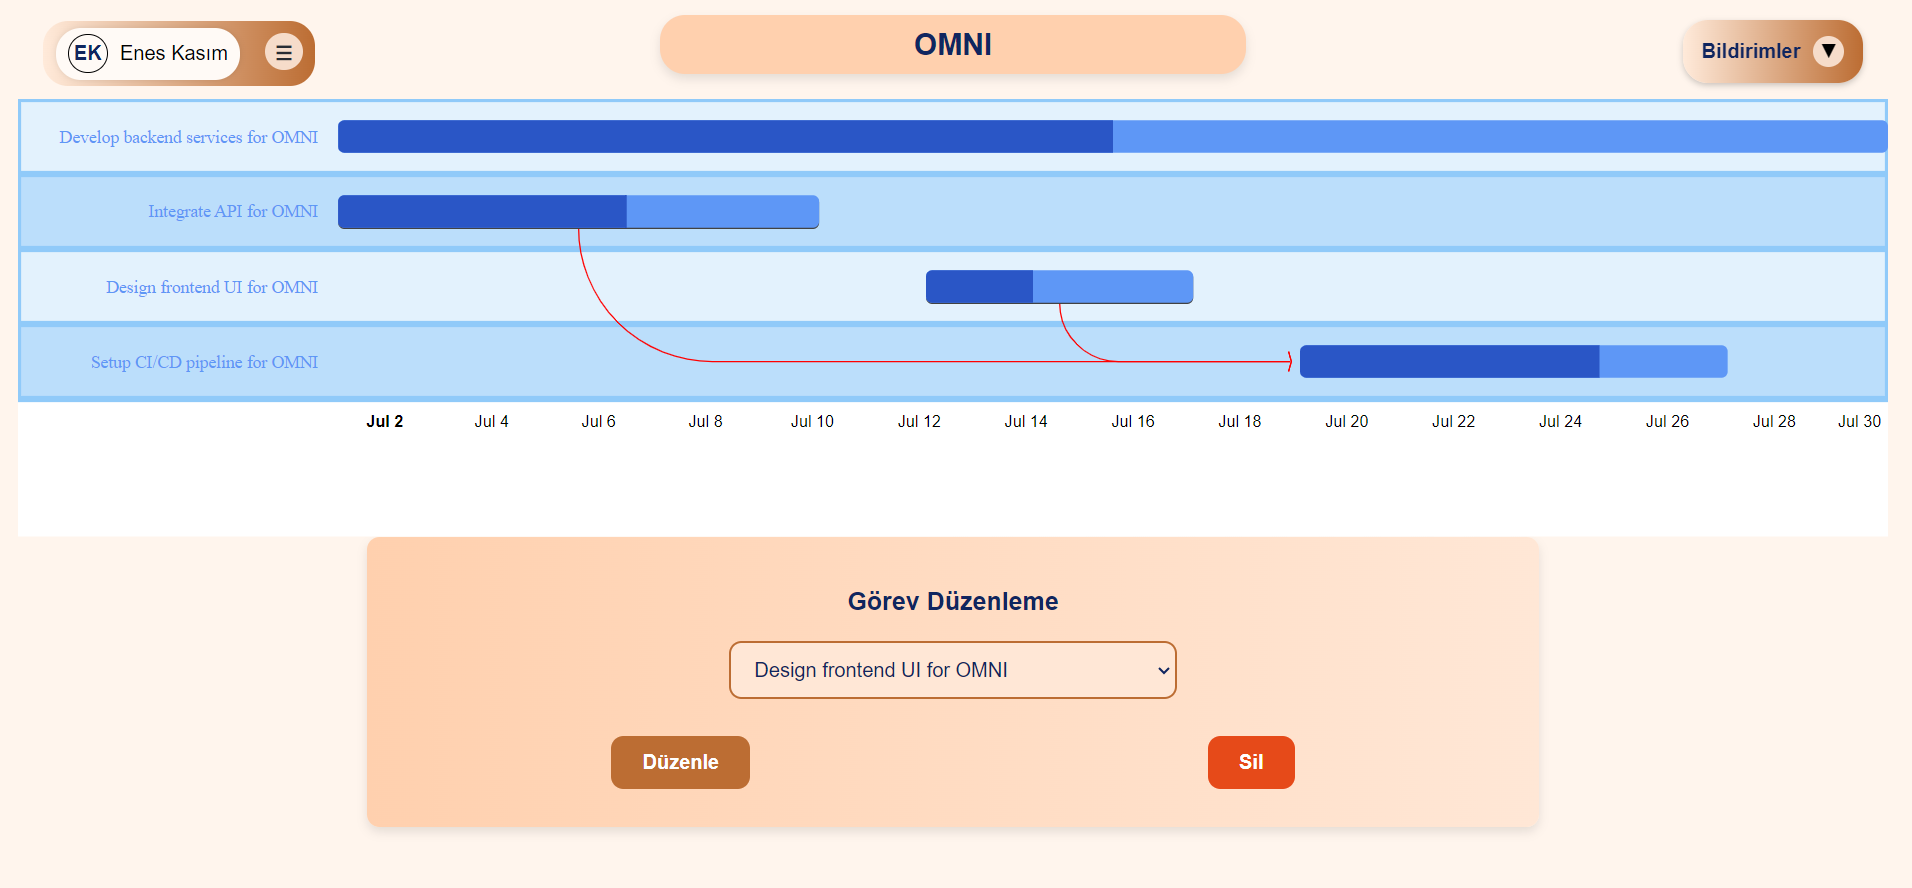 EK Enes Kasım ☰
OMNI
Bildirimler ▼
Develop backend services for OMNI
Integrate API for OMNI
Design frontend UI for OMNI
Setup CI/CD pipeline for OMNI
Jul 2 Jul 4 Jul 6 Jul 8 Jul 10 Jul 12 Jul 14 Jul 16 Jul 18 Jul 20 Jul 22 Jul 24 Jul 26 Jul 28 Jul 30
Görev Düzenleme
Design frontend UI for OMNI
Düzenle Sil